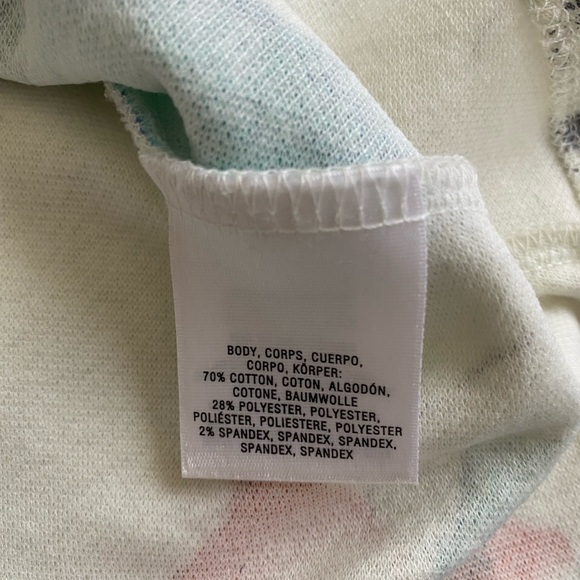 BODY, CORPS, CUERPO,
CORPO, KÖRPER:
70% COTTON, COTON, ALGODÓN,
COTONE, BAUMWOLLE
28% POLYESTER, POLYESTER,
POLIÉSTER, POLIESTERE, POLYESTER
2% SPANDEX, SPANDEX, SPANDEX,
SPANDEX, SPANDEX